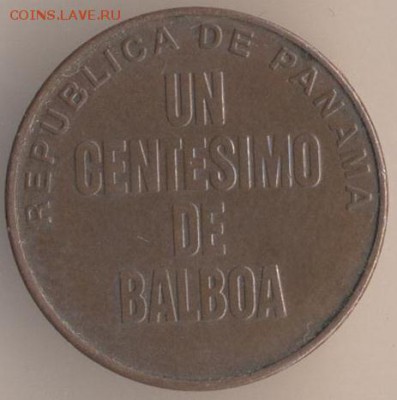 COINS.LAVE.RU
REPUBLICA DE PANAMA
UN
CENTESIMO
DE
BALBOA